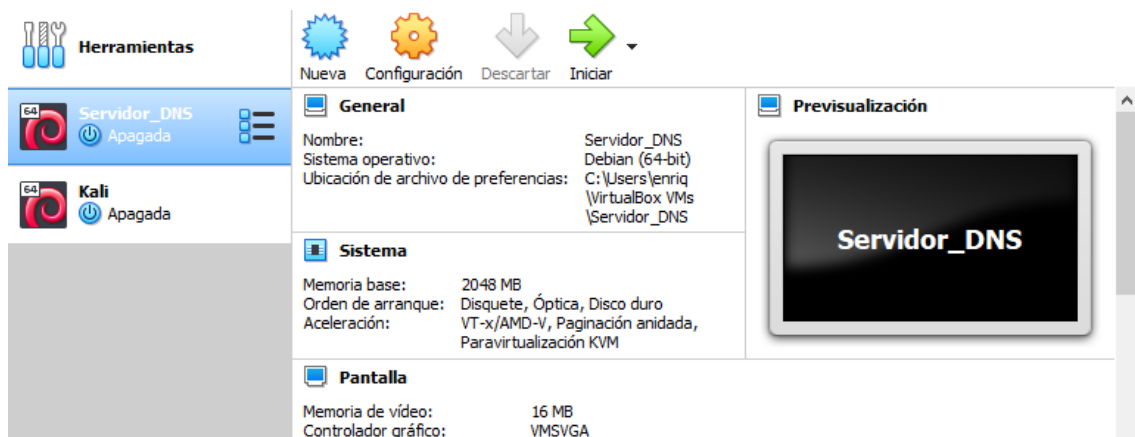 Herramientas
Nueva Configuración Descartar Iniciar
64 Servidor_DNS
Apagada
64 Kali
Apagada
General
Nombre: Servidor_DNS
Sistema operativo: Debian (64-bit)
Ubicación de archivo de preferencias: C:\Users\enriq
\VirtualBox VMs
\Servidor_DNS
Sistema
Memoria base: 2048 MB
Orden de arranque: Disquete, Óptica, Disco duro
Aceleración: VT-x/AMD-V, Paginación anidada,
Paravirtualización KVM
Pantalla
Memoria de vídeo: 16 MB
Controlador gráfico: VMSVGA
Previsualización
Servidor_DNS